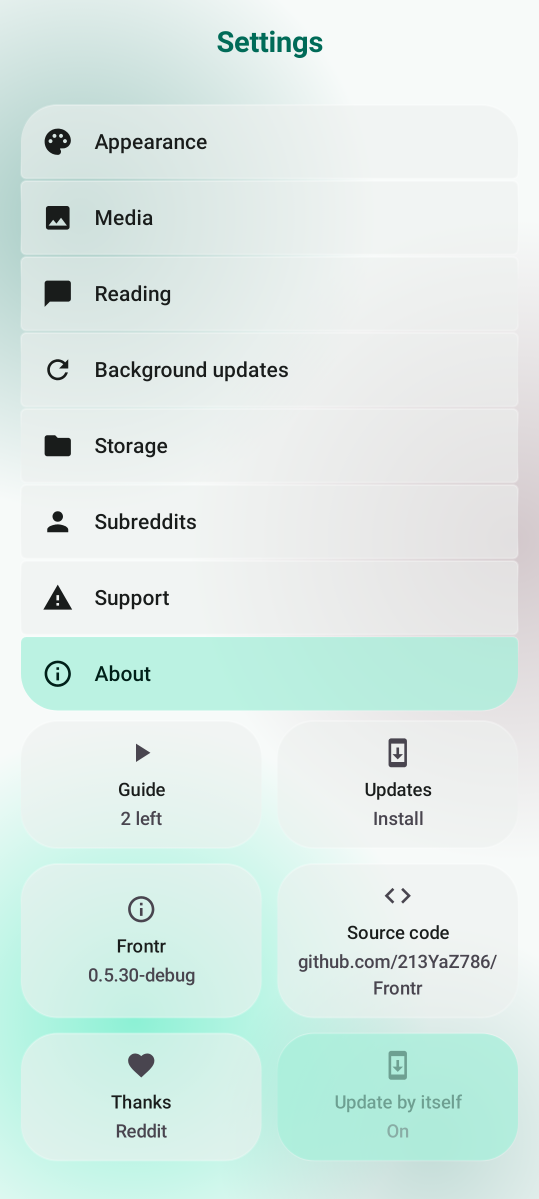 Settings
Appearance
Media
Reading
Background updates
Storage
Subreddits
Support
About
Guide
2 left
Updates
Install
Frontr
0.5.30-debug
Source code
github.com/213YaZ786/
Frontr
Thanks
Reddit
Update by itself
On